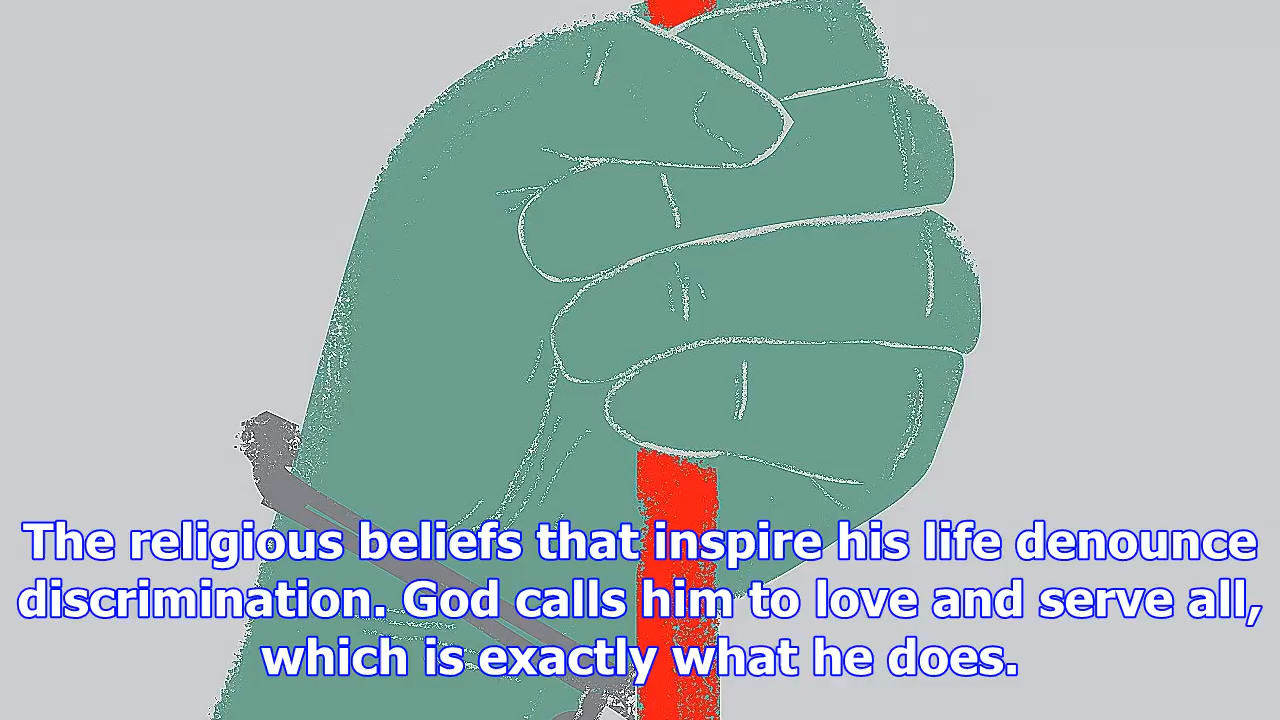 The religious beliefs that inspire his life denounce
discrimination. God calls him to love and serve all,
which is exactly what he does.